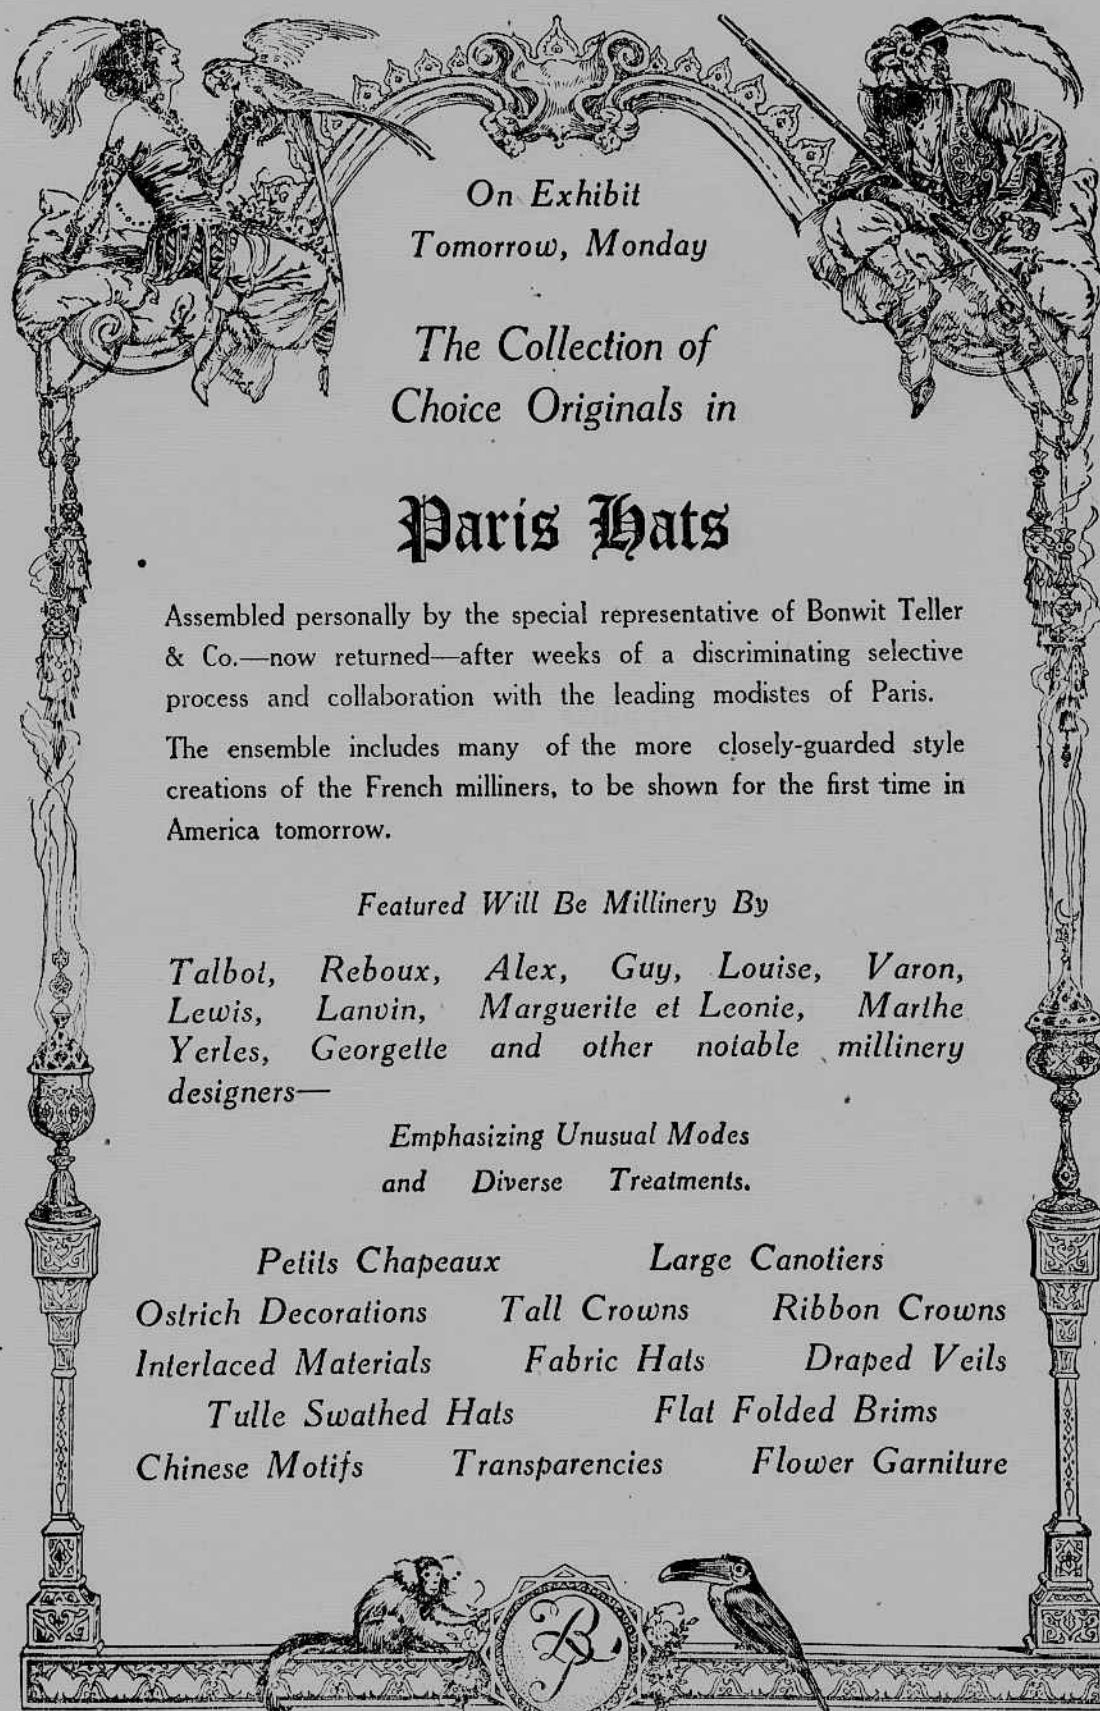 On Exhibit
Tomorrow, Monday
The Collection of
Choice Originals in
Paris Hats
Assembled personally by the special representative of Bonwit Teller
& Co.—now returned—after weeks of a discriminating selective
process and collaboration with the leading modistes of Paris.
The ensemble includes many of the more closely-guarded style
creations of the French milliners, to be shown for the first time in
America tomorrow.
Featured Will Be Millinery By
Talbot, Reboux, Alex, Guy, Louise, Varon,
Lewis, Lanvin, Marguerite et Leonie, Marthe
Yerles, Georgette and other notable millinery
designers—
Emphasizing Unusual Modes
and Diverse Treatments.
Petits Chapeaux Large Canotiers
Ostrich Decorations Tall Crowns Ribbon Crowns
Interlaced Materials Fabric Hats Draped Veils
Tulle Swathed Hats Flat Folded Brims
Chinese Motifs Transparencies Flower Garniture